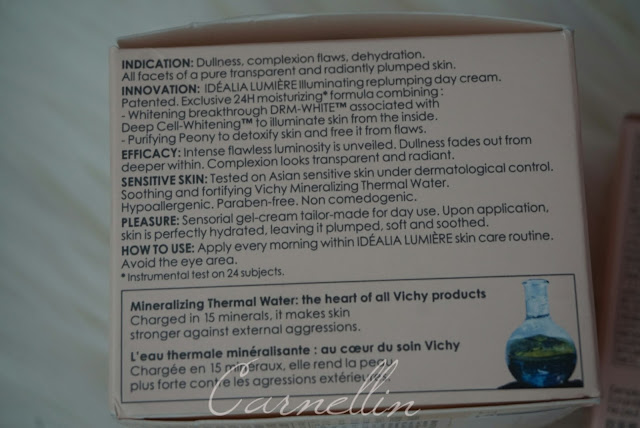 INDICATION: Dullness, complexion flaws, dehydration.
All facets of a pure transparent and radiantly plumped skin.
INNOVATION: IDÉALIA LUMIÈRE Illuminating replumping day cream.
Patented. Exclusive 24H moisturizing* formula combining :
- Whitening breakthrough DRM-WHITE™ associated with
Deep Cell-Whitening™ to illuminate skin from the inside.
- Purifying Peony to detoxify skin and free it from flaws.
EFFICACY: Intense flawless luminosity is unveiled. Dullness fades out from
deeper within. Complexion looks transparent and radiant.
SENSITIVE SKIN: Tested on Asian sensitive skin under dermatological control.
Soothing and fortifying Vichy Mineralizing Thermal Water.
Hypoallergenic. Paraben-free. Non comedogenic.
PLEASURE: Sensorial gel-cream tailor-made for day use. Upon application,
skin is perfectly hydrated, leaving it plumped, soft and soothed.
HOW TO USE: Apply every morning within IDÉALIA LUMIÈRE skin care routine.
Avoid the eye area.
* Instrumental test on 24 subjects.
Mineralizing Thermal Water: the heart of all Vichy products
Charged in 15 minerals, it makes skin
stronger against external aggressions.
L'eau thermale minéralisante : au cœur du soin Vichy
Chargée en 15 minéraux, elle rend la peau
plus forte contre les agressions extérieures.
Carnellin